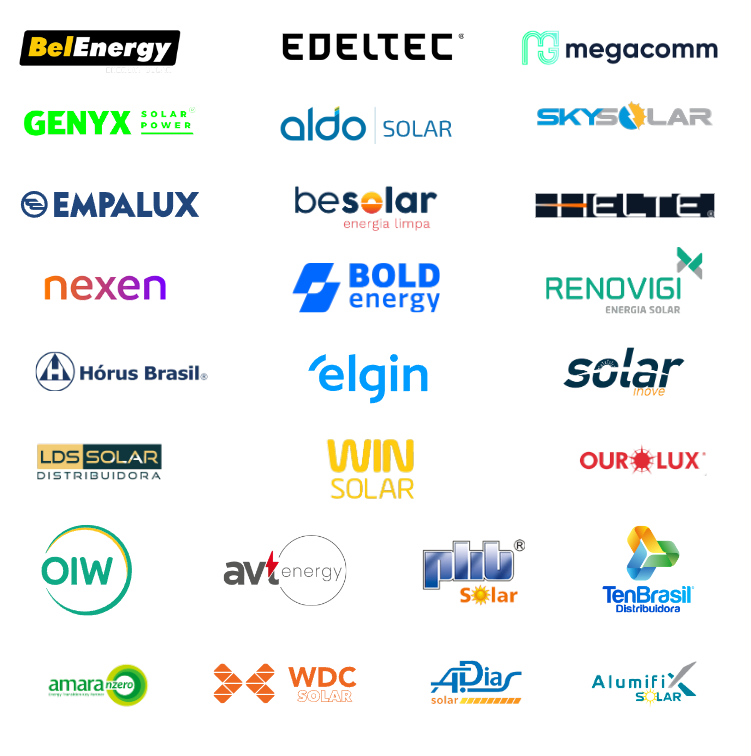 BelEnergy
EDELTEC®
megacomm
GENYX SOLAR POWER
aldo SOLAR
SKYSOLAR
EMPALUX
besolar
energia limpa
HELTE
nexen
BOLD
energy
RENOVIGI
ENERGIA SOLAR
Hórus Brasil®
elgin
solar
inove
LDS SOLAR
DISTRIBUIDORA
WIN
SOLAR
OUROLUX®
OIW
avt energy
phb®
Solar
TenBrasil
Distribuidora
amara nzero
WDC
SOLAR
APDias
solar
Alumifix
SOLAR